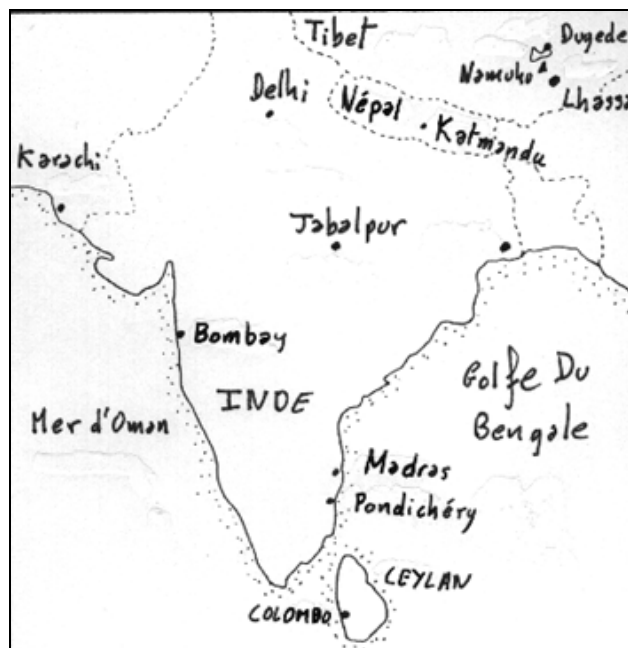 Tibet
Dugede
Namuko
Lhassa
Delhi
Népal
Katmandu
Karachi
Jabalpur
Bombay
INDE
Golfe Du
Bengale
Mer d'Oman
Madras
Pondichéry
CEYLAN
COLOMBO